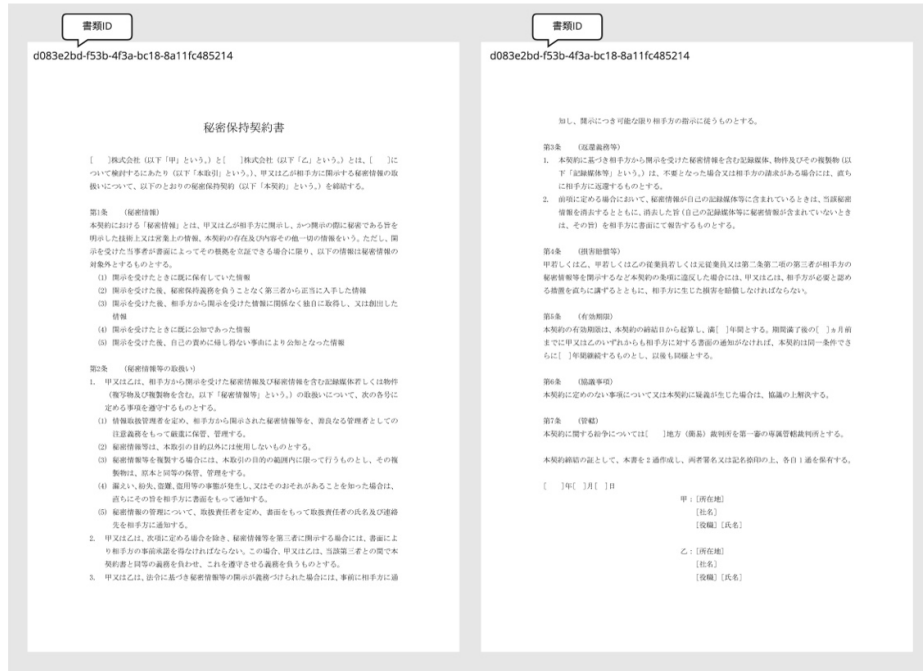 書類ID
d083e2bd-f53b-4f3a-bc18-8a11fc485214
秘密保持契約書
[　　]株式会社（以下「甲」という。）と[　　]株式会社（以下「乙」という。）とは、[　　]に
ついて検討するにあたり（以下「本取引」という。）、甲又は乙が相手方に開示する秘密情報の取
扱いについて、以下のとおりの秘密保持契約（以下「本契約」という。）を締結する。
第1条　（秘密情報）
本契約における「秘密情報」とは、甲又は乙が相手方に開示し、かつ開示の際に秘密である旨を
明示した技術上又は営業上の情報、本契約の存在及び内容その他一切の情報をいう。ただし、開
示を受けた当事者が書面によってその根拠を立証できる場合に限り、以下の情報は秘密情報の
対象外とするものとする。
(1) 開示を受けたときに既に保有していた情報
(2) 開示を受けた後、秘密保持義務を負うことなく第三者から正当に入手した情報
(3) 開示を受けた後、相手方から開示を受けた情報に関係なく独自に取得し、又は創出した
情報
(4) 開示を受けたときに既に公知であった情報
(5) 開示を受けた後、自己の責めに帰し得ない事由により公知となった情報
第2条　（秘密情報等の取扱い）
1. 甲又は乙は、相手方から開示を受けた秘密情報及び秘密情報を含む記録媒体若しくは物件
（複写物及び複製物を含む。以下「秘密情報等」という。）の取扱いについて、次の各号に
定める事項を遵守するものとする。
(1) 情報取扱管理者を定め、相手方から開示された秘密情報等を、善良なる管理者としての
注意義務をもって厳重に保管、管理する。
(2) 秘密情報等は、本取引の目的以外には使用しないものとする。
(3) 秘密情報等を複製する場合には、本取引の目的の範囲内に限って行うものとし、その複
製物は、原本と同等の保管、管理をする。
(4) 漏えい、紛失、盗難、盗用等の事態が発生し、又はそのおそれがあることを知った場合は、
直ちにその旨を相手方に書面をもって通知する。
(5) 秘密情報の管理について、取扱責任者を定め、書面をもって取扱責任者の氏名及び連絡
先を相手方に通知する。
2. 甲又は乙は、次項に定める場合を除き、秘密情報等を第三者に開示する場合には、書面によ
り相手方の事前承諾を得なければならない。この場合、甲又は乙は、当該第三者との間で本
契約書と同等の義務を負わせ、これを遵守させる義務を負うものとする。
3. 甲又は乙は、法令に基づき秘密情報等の開示が義務づけられた場合には、事前に相手方に通
書類ID
d083e2bd-f53b-4f3a-bc18-8a11fc485214
知し、開示につき可能な限り相手方の指示に従うものとする。
第3条　（返還義務等）
1. 本契約に基づき相手方から開示を受けた秘密情報を含む記録媒体、物件及びその複製物（以
下「記録媒体等」という。）は、不要となった場合又は相手方の請求がある場合には、直ち
に相手方に返還するものとする。
2. 前項に定める場合において、秘密情報が自己の記録媒体等に含まれているときは、当該秘密
情報を消去するとともに、消去した旨（自己の記録媒体等に秘密情報が含まれていないとき
は、その旨）を相手方に書面にて報告するものとする。
第4条　（損害賠償等）
甲若しくは乙、甲若しくは乙の従業員若しくは元従業員又は第二条第二項の第三者が相手方の
秘密情報等を開示するなど本契約の条項に違反した場合には、甲又は乙は、相手方が必要と認め
る措置を直ちに講ずるとともに、相手方に生じた損害を賠償しなければならない。
第5条　（有効期限）
本契約の有効期限は、本契約の締結日から起算し、満[　]年間とする。期間満了後の[　]ヵ月前
までに甲又は乙のいずれからも相手方に対する書面の通知がなければ、本契約は同一条件でさ
らに[　]年間継続するものとし、以後も同様とする。
第6条　（協議事項）
本契約に定めのない事項について又は本契約に疑義が生じた場合は、協議の上解決する。
第7条　（管轄）
本契約に関する紛争については[　　]地方（簡易）裁判所を第一審の専属管轄裁判所とする。
本契約締結の証として、本書を2通作成し、両者署名又は記名捺印の上、各自1通を保有する。
[　　]年[　]月[　]日
甲：[所在地]
[社名]
[役職] [氏名]
乙：[所在地]
[社名]
[役職] [氏名]